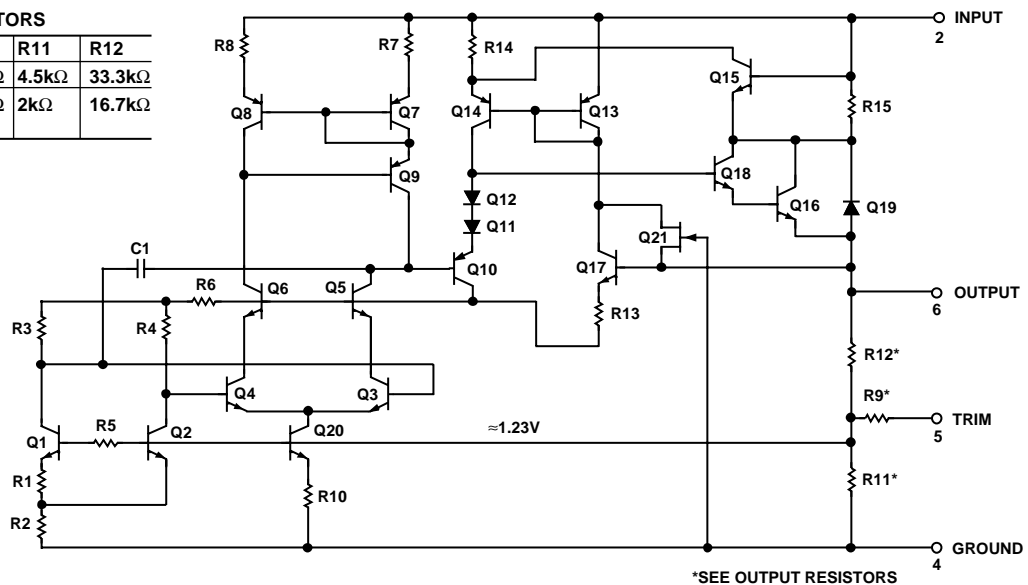 TORS
R11 R12
Ω 4.5kΩ 33.3kΩ
Ω 2kΩ 16.7kΩ
INPUT
2
R8
R7
R14
Q15
R15
Q8
Q7
Q14
Q13
Q9
Q18
Q16
Q19
Q12
Q11
Q21
C1
Q10
Q17
R6
Q6
Q5
OUTPUT
6
R3
R4
R13
R12*
Q4
Q3
R9*
TRIM
5
Q1
R5
Q2
Q20
≈1.23V
R1
R10
R11*
R2
GROUND
4
*SEE OUTPUT RESISTORS